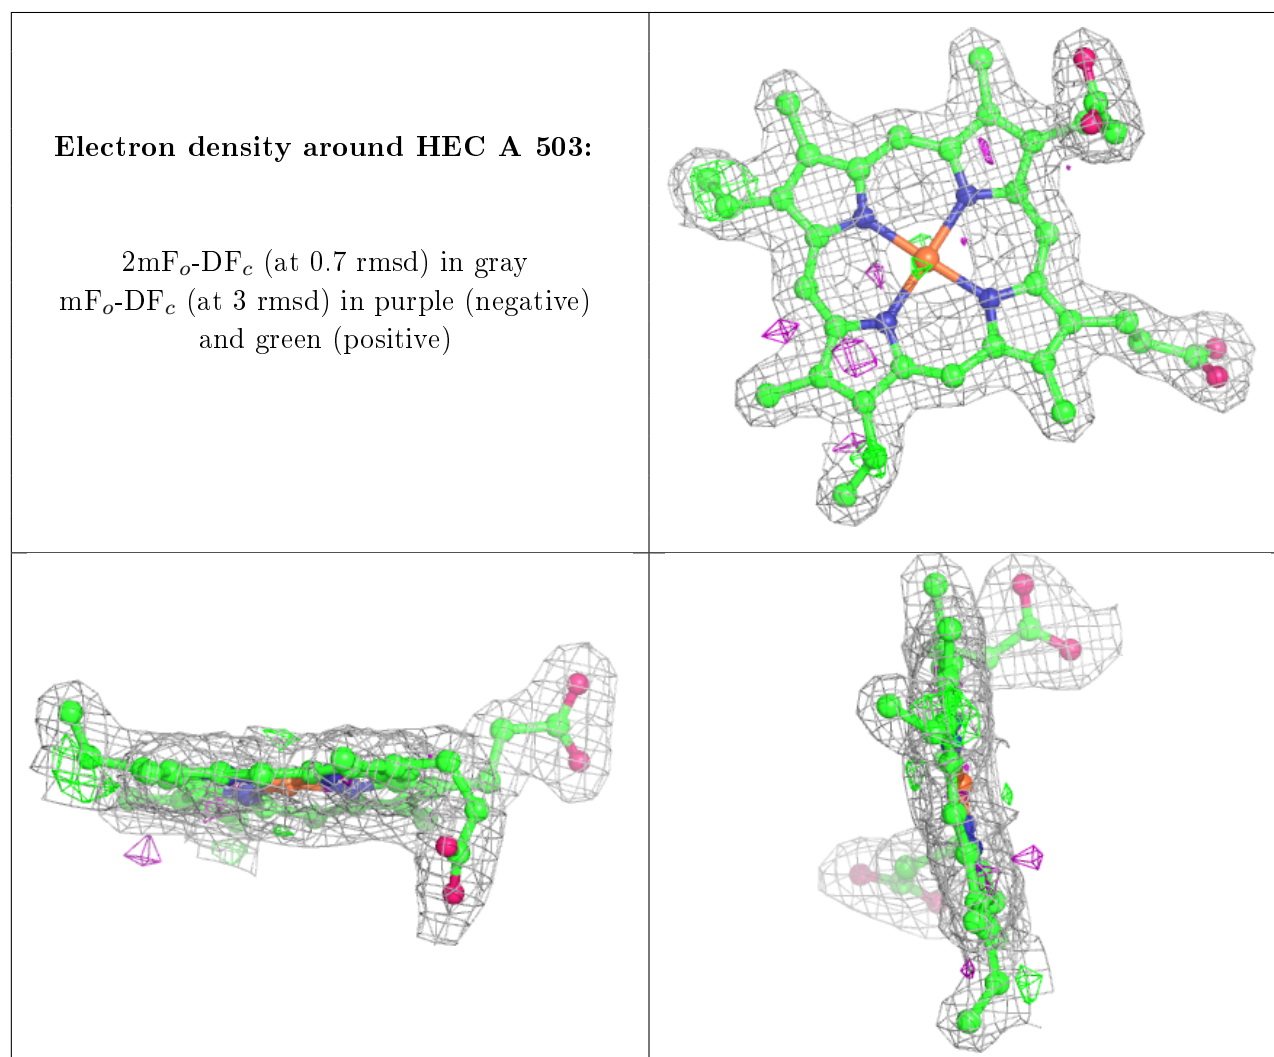 Electron density around HEC A 503:
2mFₒ-DF𝒸 (at 0.7 rmsd) in gray
mFₒ-DF𝒸 (at 3 rmsd) in purple (negative)
and green (positive)